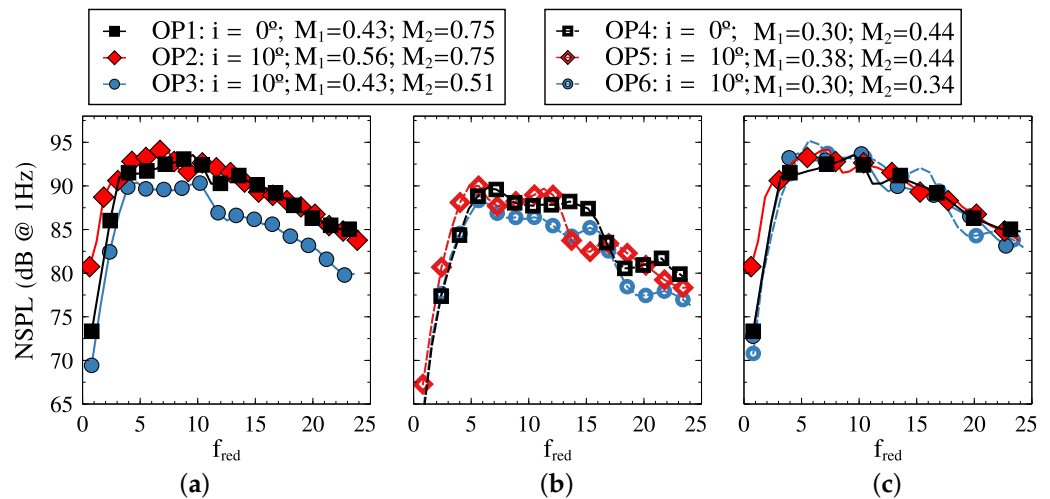 OP1: i = 0º; M₁=0.43; M₂=0.75
OP2: i = 10º; M₁=0.56; M₂=0.75
OP3: i = 10º; M₁=0.43; M₂=0.51
OP4: i = 0º; M₁=0.30; M₂=0.44
OP5: i = 10º; M₁=0.38; M₂=0.44
OP6: i = 10º; M₁=0.30; M₂=0.34
NSPL (dB @ 1Hz)
95
90
85
80
75
70
65
0 5 10 15 20 25
0 5 10 15 20 25
0 5 10 15 20 25
f_red
f_red
f_red
(a)
(b)
(c)